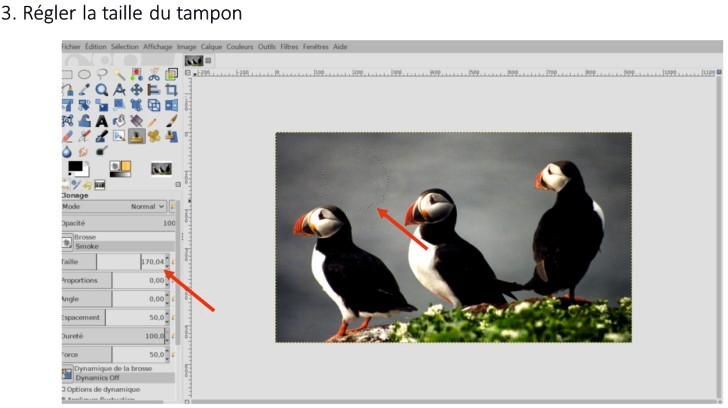 3. Régler la taille du tampon
Fichier Édition Sélection Affichage Image Calque Couleurs Outils Filtres Fenêtres Aide
Clonage
Mode Normal
Opacité 100
Brosse
Smoke
Taille 170,04
Proportions 0,00
Angle 0,00
Espacement 50,0
Dureté 100,0
Force 50,0
Dynamique de la brosse
Dynamics Off
Options de dynamique